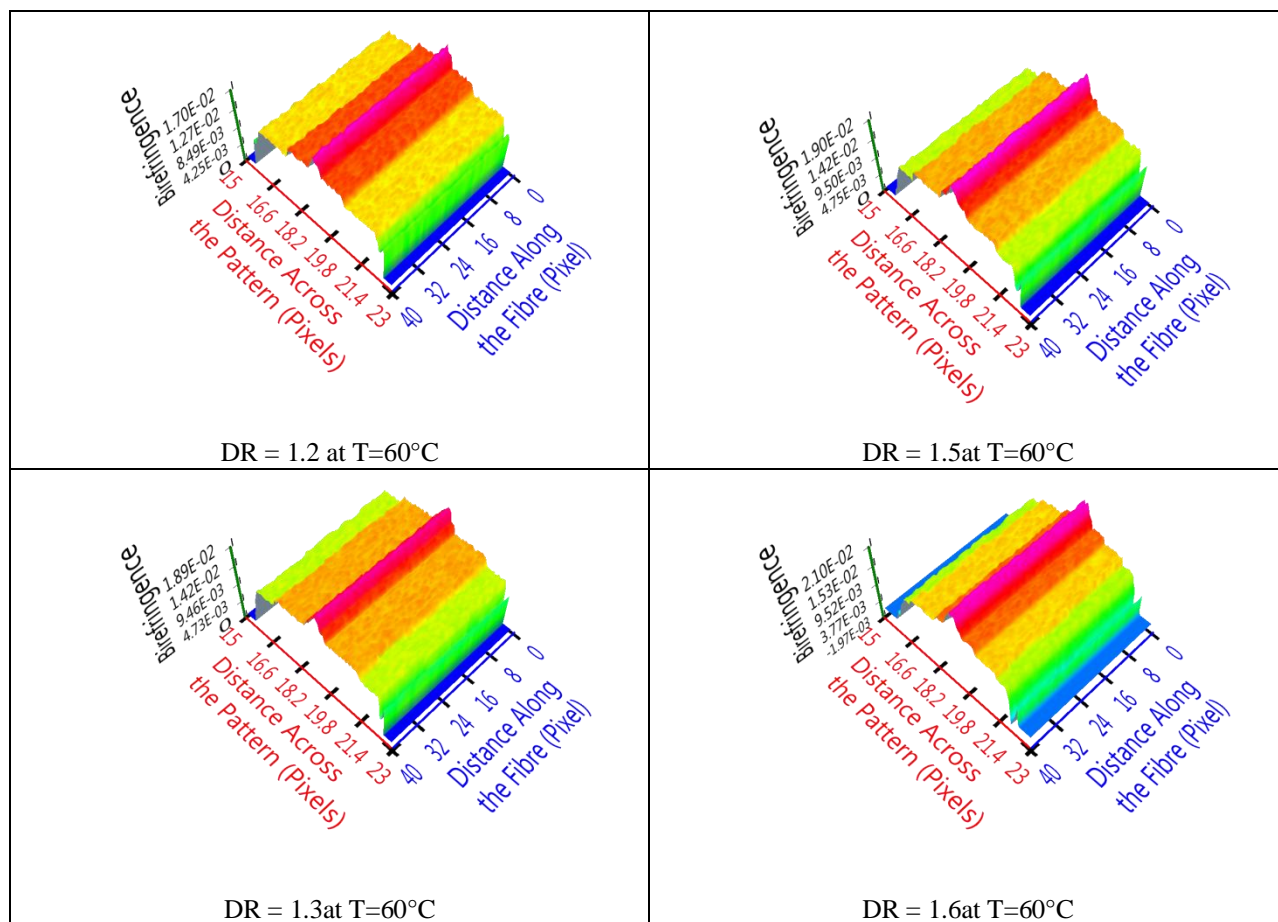 Birefringence
1.70E-02
1.27E-02
8.49E-03
4.25E-03
0
15
16.6
18.2
19.8
21.4
23
Distance Across
the Pattern (Pixels)
40
32
24
16
8
0
Distance Along
the Fibre (Pixel)
DR = 1.2 at T=60°C
Birefringence
1.90E-02
1.42E-02
9.50E-03
4.75E-03
0
15
16.6
18.2
19.8
21.4
23
Distance Across
the Pattern (Pixels)
40
32
24
16
8
0
Distance Along
the Fibre (Pixel)
DR = 1.5at T=60°C
Birefringence
1.89E-02
1.42E-02
9.46E-03
4.73E-03
0
15
16.6
18.2
19.8
21.4
23
Distance Across
the Pattern (Pixels)
40
32
24
16
8
0
Distance Along
the Fibre (Pixel)
DR = 1.3at T=60°C
Birefringence
2.10E-02
1.53E-02
9.52E-03
3.77E-03
-1.97E-03
15
16.6
18.2
19.8
21.4
23
Distance Across
the Pattern (Pixels)
40
32
24
16
8
0
Distance Along
the Fibre (Pixel)
DR = 1.6at T=60°C